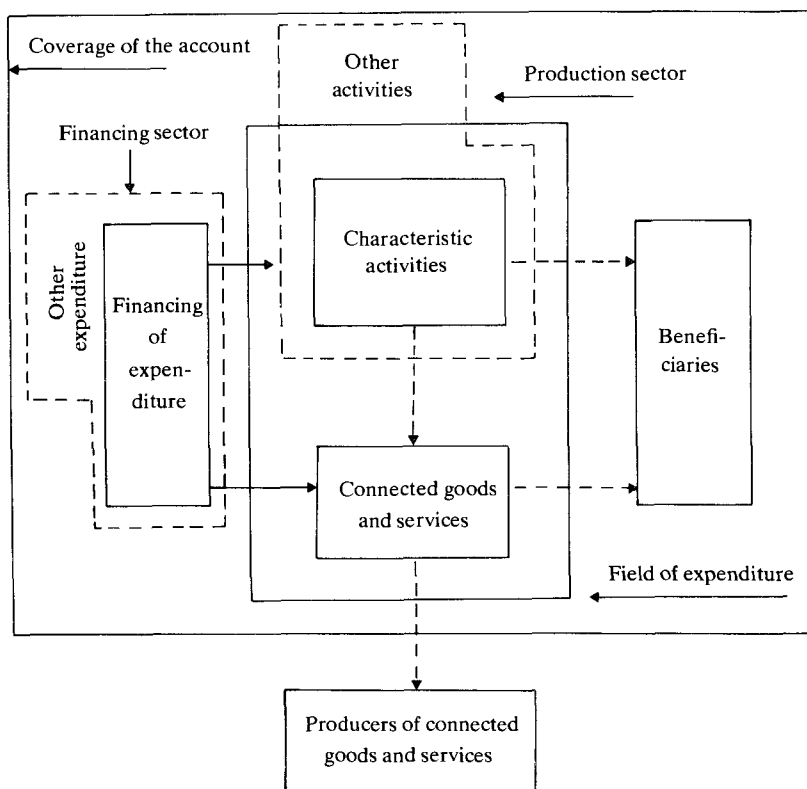 Coverage of the account
Other
activities
Production sector
Financing sector
Other
expenditure
Financing
of
expen-
diture
Characteristic
activities
Benefi-
ciaries
Connected goods
and services
Field of expenditure
Producers of connected
goods and services